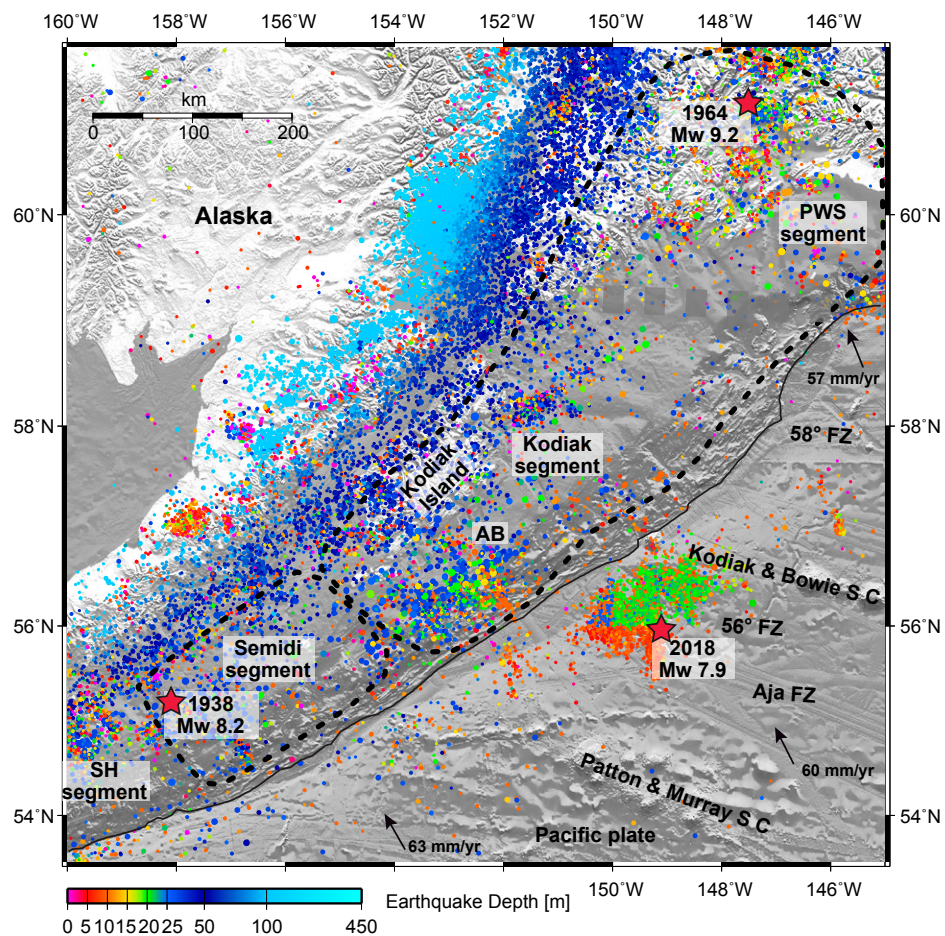 160°W 158°W 156°W 154°W 152°W 150°W 148°W 146°W
km
0 100 200
1964
Mw 9.2
Alaska
PWS
segment
60°N
60°N
57 mm/yr
58°N
58°N
58° FZ
Kodiak
segment
Kodiak
Island
AB
Kodiak & Bowie S C
56°N
56°N
56° FZ
2018
Mw 7.9
Semidi
segment
Aja FZ
1938
Mw 8.2
60 mm/yr
SH
segment
Patton & Murray S C
54°N
54°N
Pacific plate
63 mm/yr
150°W 148°W 146°W
Earthquake Depth [m]
0 5 10 15 20 25 50 100 450